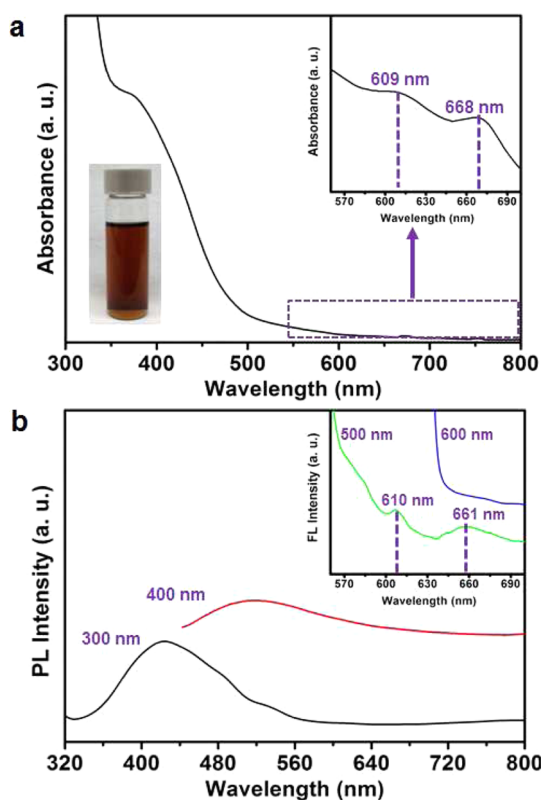 a
Absorbance (a. u.)
609 nm
668 nm
Absorbance (a. u.)
570 600 630 660 690
Wavelength (nm)
300 400 500 600 700 800
Wavelength (nm)
b
PL Intensity (a. u.)
500 nm
600 nm
610 nm
661 nm
FL Intensity (a. u.)
570 600 630 660 690
Wavelength (nm)
400 nm
300 nm
320 400 480 560 640 720 800
Wavelength (nm)